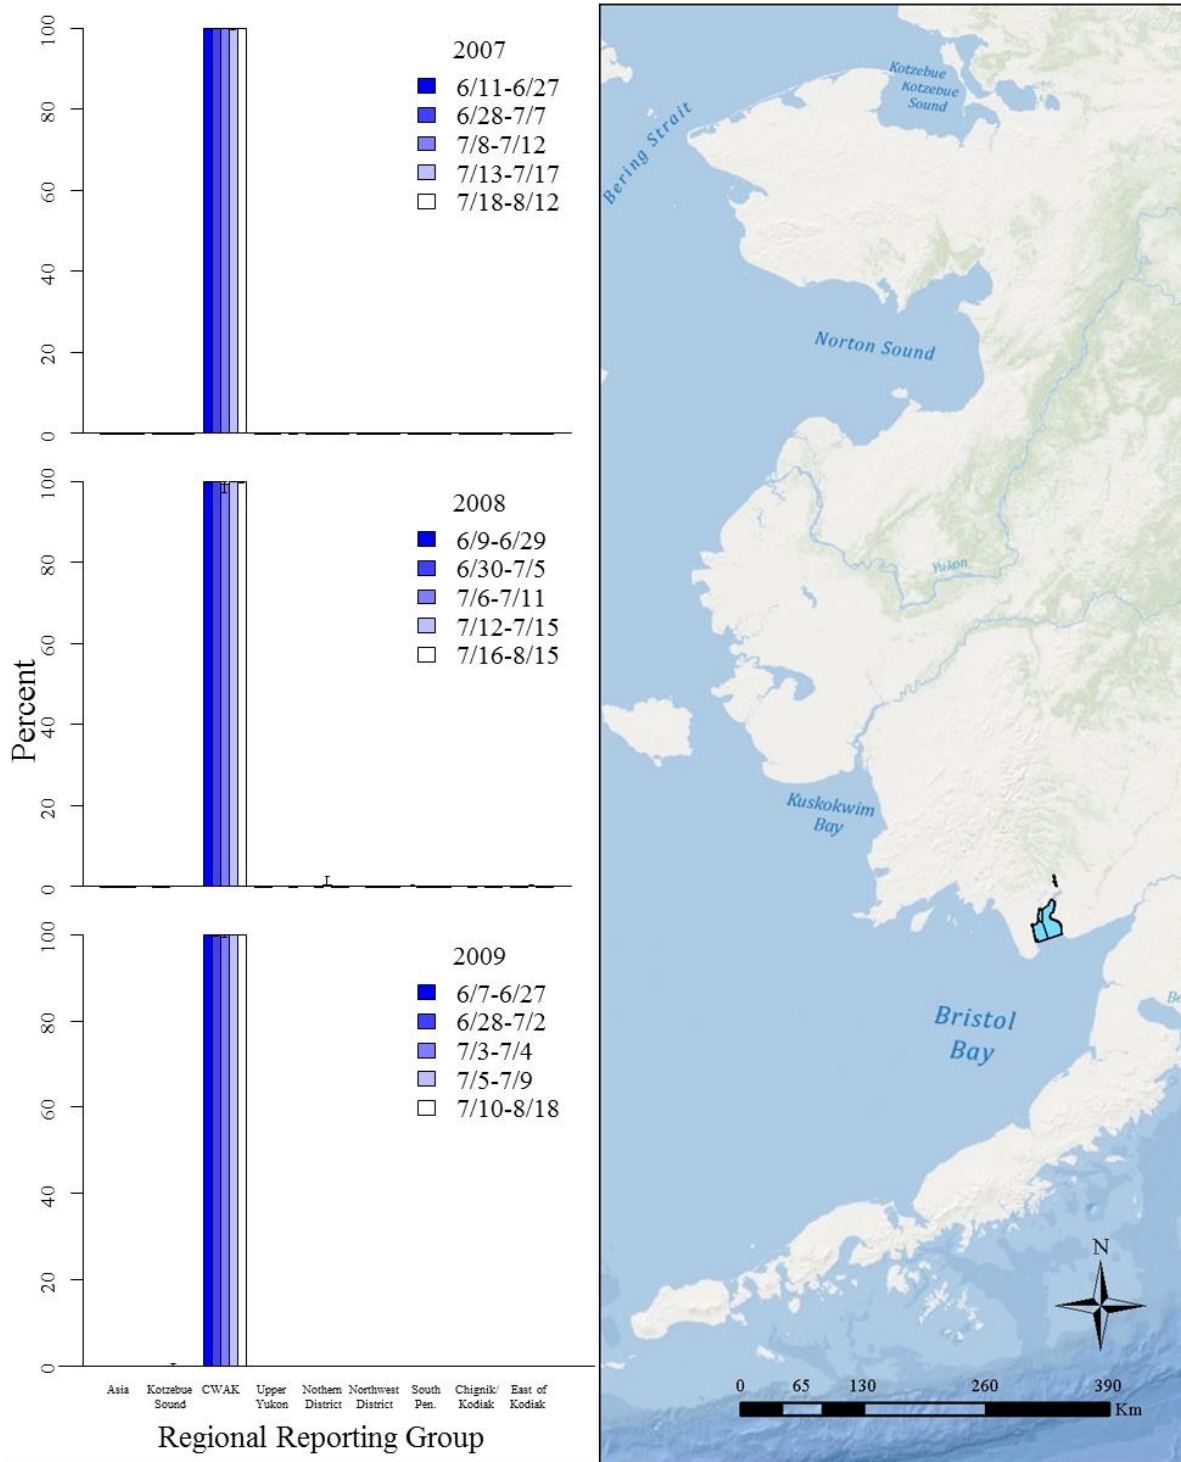 2007
6/11-6/27
6/28-7/7
7/8-7/12
7/13-7/17
7/18-8/12
100
80
60
40
20
0
2008
6/9-6/29
6/30-7/5
7/6-7/11
7/12-7/15
7/16-8/15
100
80
60
40
20
0
Percent
2009
6/7-6/27
6/28-7/2
7/3-7/4
7/5-7/9
7/10-8/18
100
80
60
40
20
0
Asia
Kotzebue
Sound
CWAK
Upper
Yukon
Nothern
District
Northwest
District
South
Pen.
Chignik/
Kodiak
East of
Kodiak
Regional Reporting Group
Kotzebue
Kotzebue
Sound
Bering Strait
Norton Sound
Yukon
Kuskokwim
Bay
Bristol
Bay
Be
N
0 65 130 260 390
Km